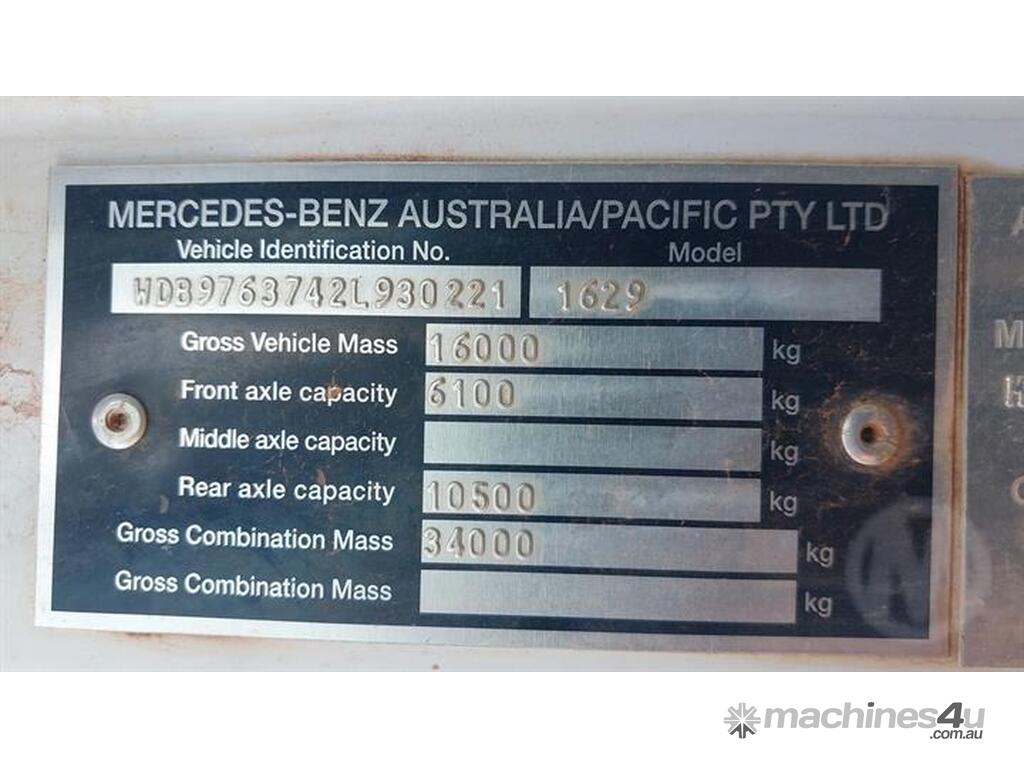 MERCEDES-BENZ AUSTRALIA/PACIFIC PTY LTD
Vehicle Identification No. Model
WDB9763742L930221 1629
Gross Vehicle Mass 16000 kg
Front axle capacity 6100 kg
Middle axle capacity kg
Rear axle capacity 10500 kg
Gross Combination Mass 34000 kg
Gross Combination Mass kg
machines4u
.com.au